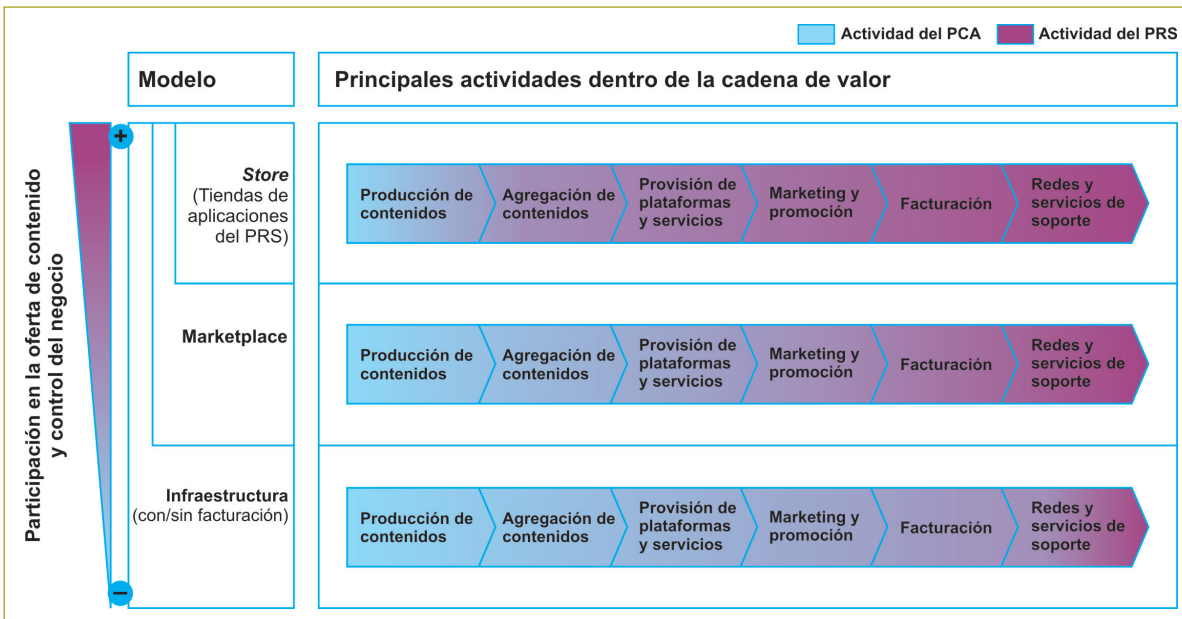 Actividad del PCA
Actividad del PRS
Modelo
Principales actividades dentro de la cadena de valor
Participación en la oferta de contenido
y control del negocio
+
−
Store
(Tiendas de
aplicaciones
del PRS)
Producción de
contenidos
Agregación de
contenidos
Provisión de
plataformas
y servicios
Marketing y
promoción
Facturación
Redes y
servicios de
soporte
Marketplace
Producción de
contenidos
Agregación de
contenidos
Provisión de
plataformas
y servicios
Marketing y
promoción
Facturación
Redes y
servicios de
soporte
Infraestructura
(con/sin facturación)
Producción de
contenidos
Agregación de
contenidos
Provisión de
plataformas
y servicios
Marketing y
promoción
Facturación
Redes y
servicios de
soporte